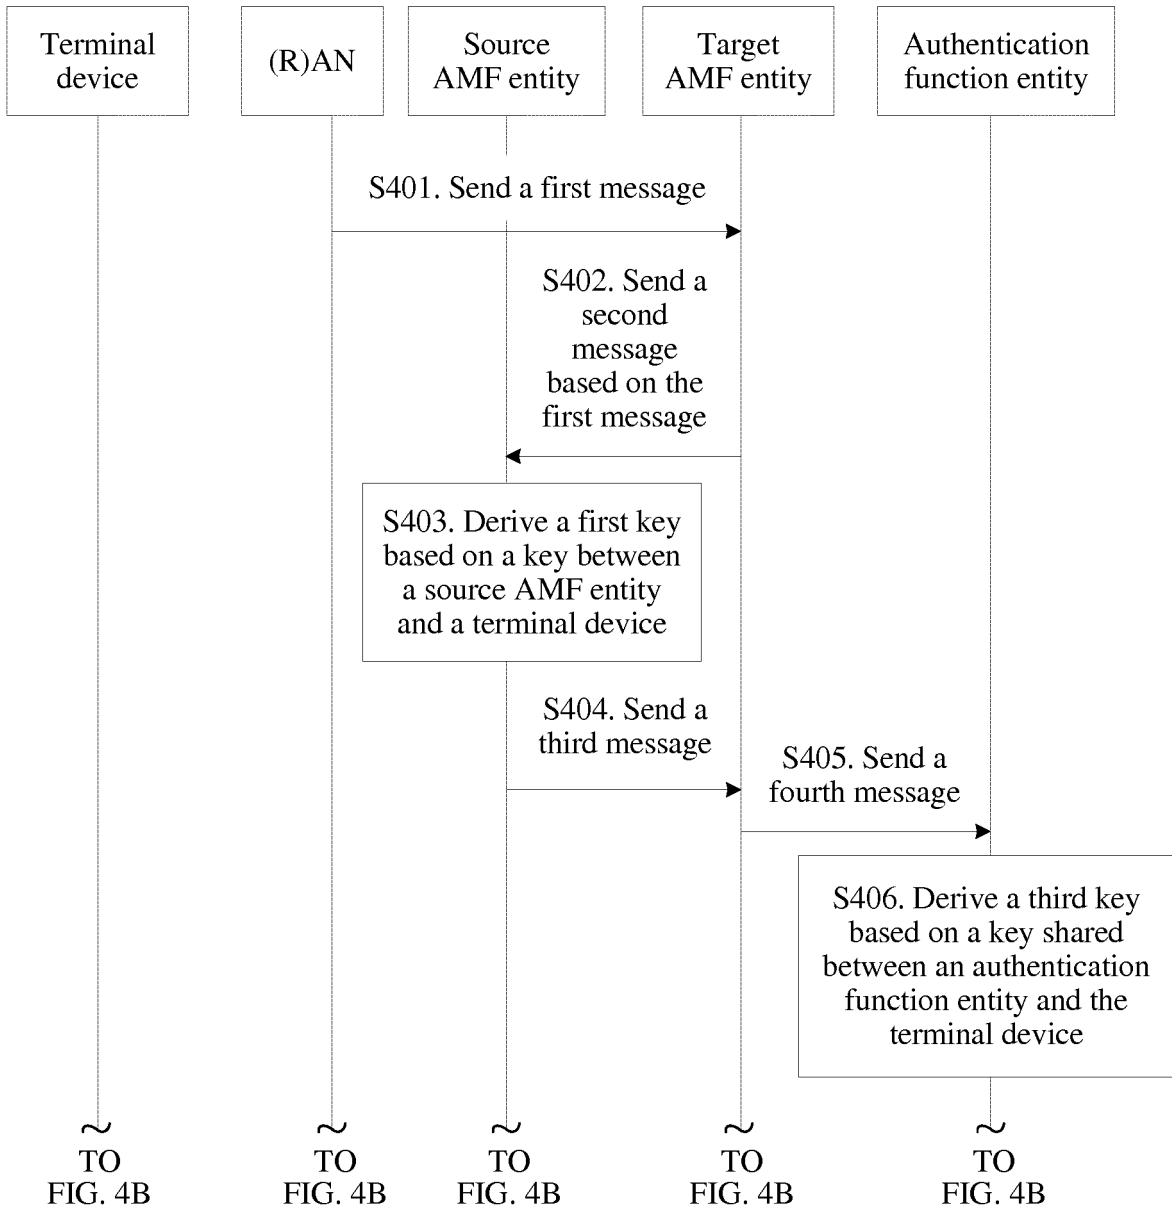 Terminal
device
(R)AN
Source
AMF entity
Target
AMF entity
Authentication
function entity
S401. Send a first message
S402. Send a
second
message
based on the
first message
S403. Derive a first key
based on a key between
a source AMF entity
and a terminal device
S404. Send a
third message
S405. Send a
fourth message
S406. Derive a third key
based on a key shared
between an authentication
function entity and the
terminal device
TO
FIG. 4B
TO
FIG. 4B
TO
FIG. 4B
TO
FIG. 4B
TO
FIG. 4B